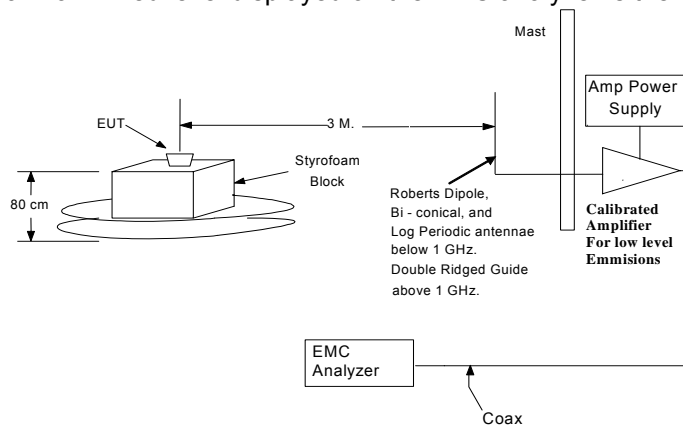 Mast
Amp Power
Supply
EUT
3 M.
Styrofoam
Block
80 cm
Roberts Dipole,
Bi - conical, and
Log Periodic antennae
below 1 GHz.
Double Ridged Guide
above 1 GHz.
Calibrated
Amplifier
For low level
Emmisions
EMC
Analyzer
Coax